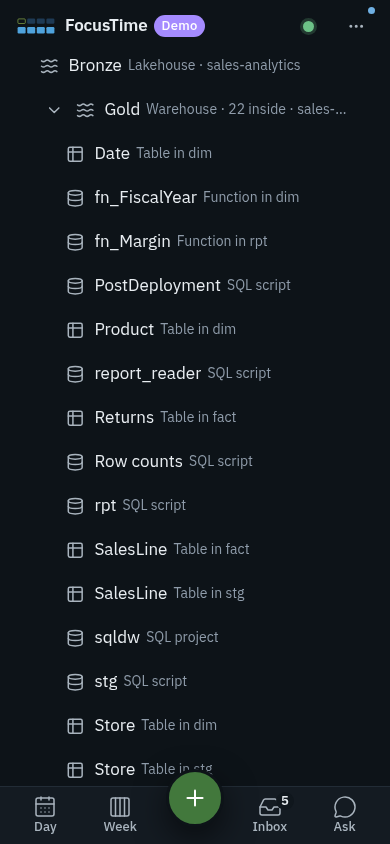 FocusTime Demo
Bronze Lakehouse · sales-analytics
Gold Warehouse · 22 inside · sales-...
Date Table in dim
fn_FiscalYear Function in dim
fn_Margin Function in rpt
PostDeployment SQL script
Product Table in dim
report_reader SQL script
Returns Table in fact
Row counts SQL script
rpt SQL script
SalesLine Table in fact
SalesLine Table in stg
sqldw SQL project
stg SQL script
Store Table in dim
Store Table in stg
5
Day Week Inbox Ask